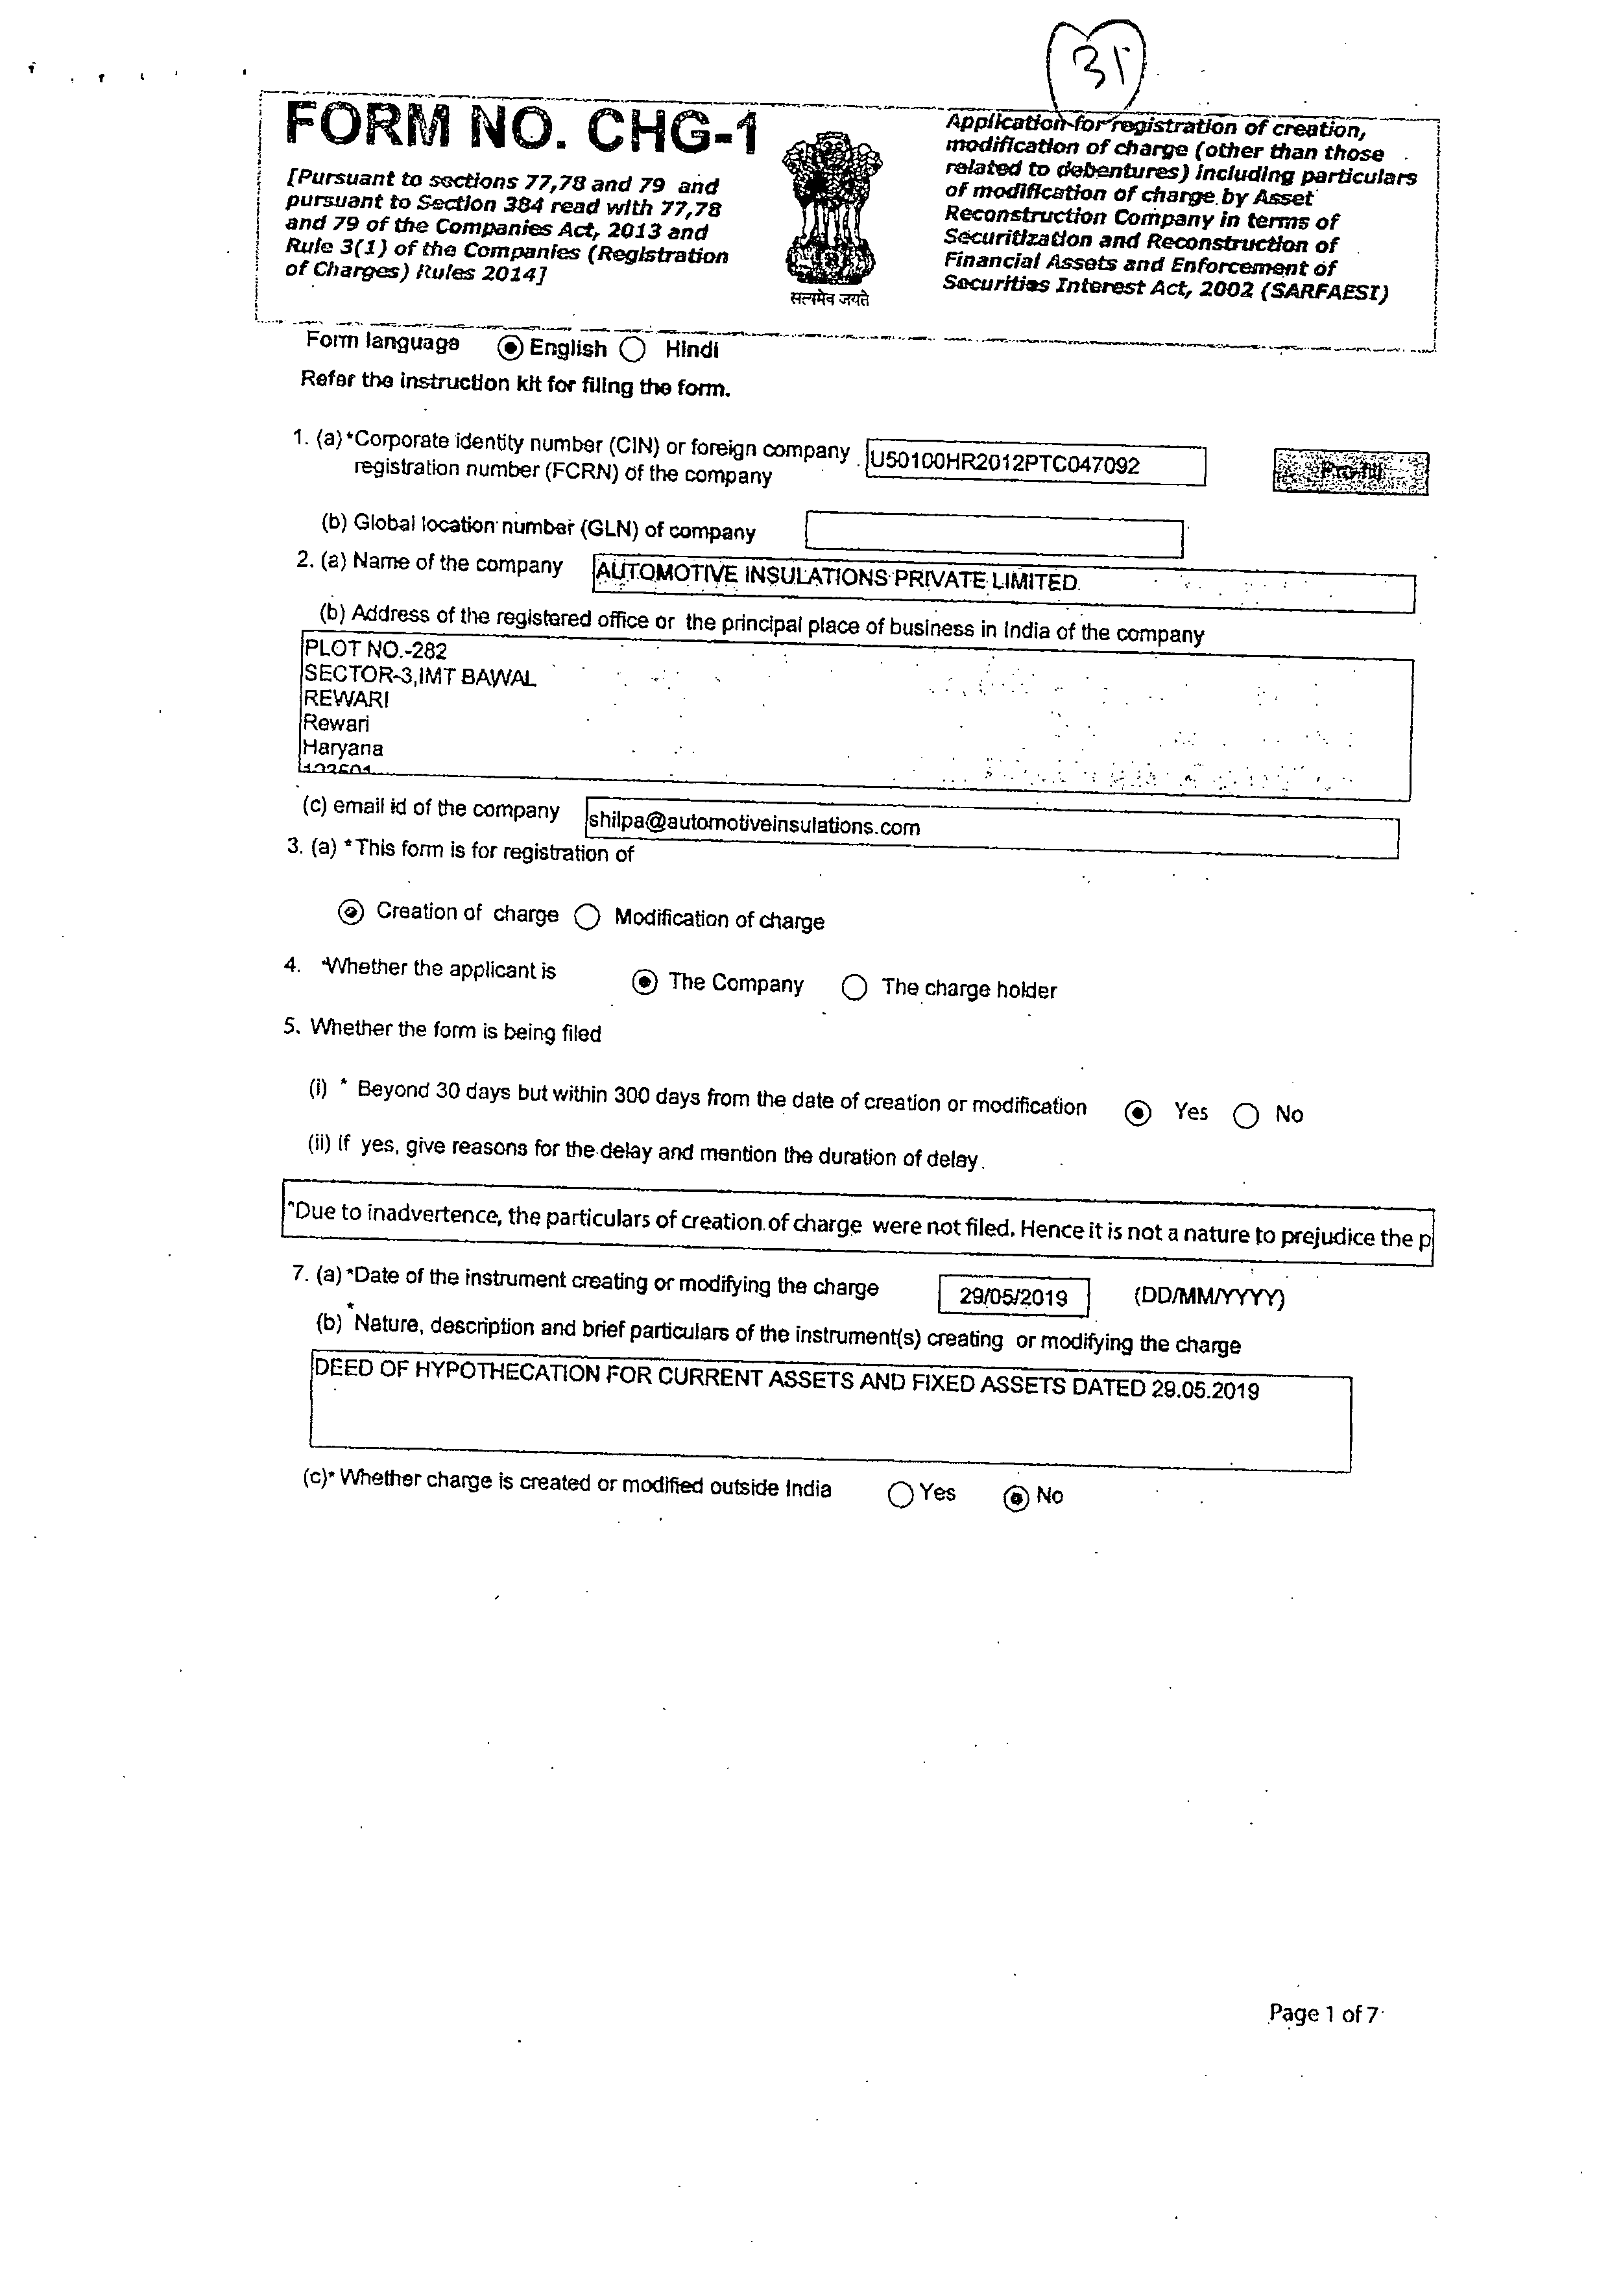 31
FORM NO. CHG-1
[Pursuant to sections 77,78 and 79 and
pursuant to Section 384 read with 77,78
and 79 of the Companies Act, 2013 and
Rule 3(1) of the Companies (Registration
of Charges) Rules 2014]
सत्यमेव जयते
Application for registration of creation,
modification of charge (other than those
related to debentures) including particulars
of modification of charge by Asset
Reconstruction Company in terms of
Securitization and Reconstruction of
Financial Assets and Enforcement of
Securities Interest Act, 2002 (SARFAESI)
Form language English Hindi
Refer the instruction kit for filing the form.
1. (a)*Corporate identity number (CIN) or foreign company U50100HR2012PTC047092 Pre-fill
registration number (FCRN) of the company
(b) Global location number (GLN) of company
2. (a) Name of the company AUTOMOTIVE INSULATIONS PRIVATE LIMITED
(b) Address of the registered office or the principal place of business in India of the company
PLOT NO.-282
SECTOR-3,IMT BAWAL
REWARI
Rewari
Haryana
(c) email id of the company shilpa@automotiveinsulations.com
3. (a) *This form is for registration of
Creation of charge Modification of charge
4. *Whether the applicant is The Company The charge holder
5. Whether the form is being filed
(i) * Beyond 30 days but within 300 days from the date of creation or modification Yes No
(ii) If yes, give reasons for the delay and mention the duration of delay.
"Due to inadvertence, the particulars of creation of charge were not filed. Hence it is not a nature to prejudice the p
7. (a)*Date of the instrument creating or modifying the charge 29/05/2019 (DD/MM/YYYY)
(b) *Nature, description and brief particulars of the instrument(s) creating or modifying the charge
DEED OF HYPOTHECATION FOR CURRENT ASSETS AND FIXED ASSETS DATED 29.05.2019
(c)* Whether charge is created or modified outside India Yes No
Page 1 of 7